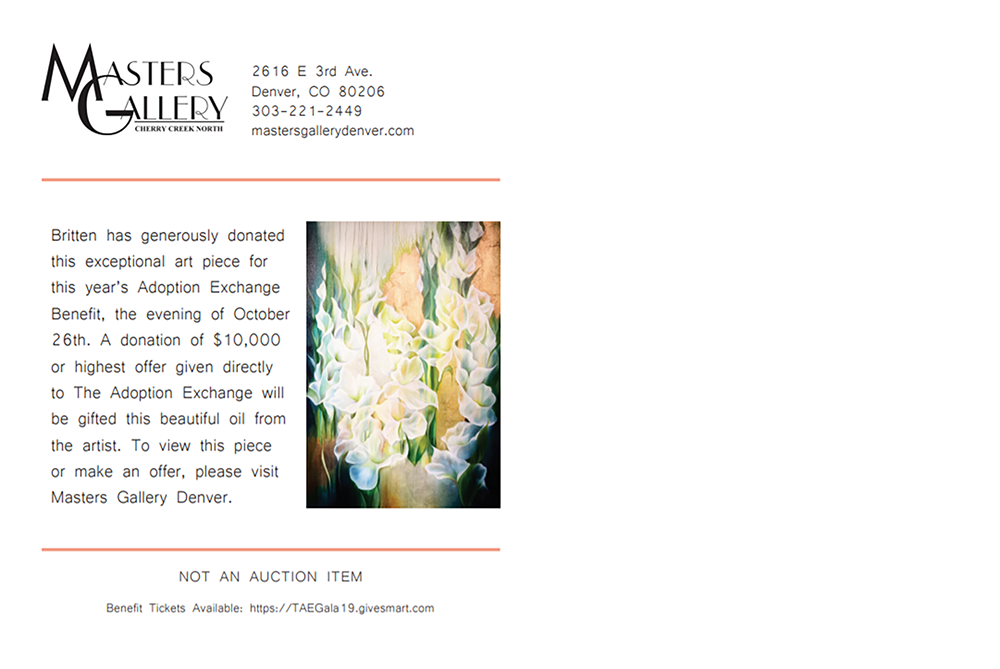 MASTERS
GALLERY
CHERRY CREEK NORTH
2616 E 3rd Ave.
Denver, CO 80206
303-221-2449
mastersgallerydenver.com
Britten has generously donated
this exceptional art piece for
this year's Adoption Exchange
Benefit, the evening of October
26th. A donation of $10,000
or highest offer given directly
to The Adoption Exchange will
be gifted this beautiful oil from
the artist. To view this piece
or make an offer, please visit
Masters Gallery Denver.
NOT AN AUCTION ITEM
Benefit Tickets Available: https://TAEGala19.givesmart.com